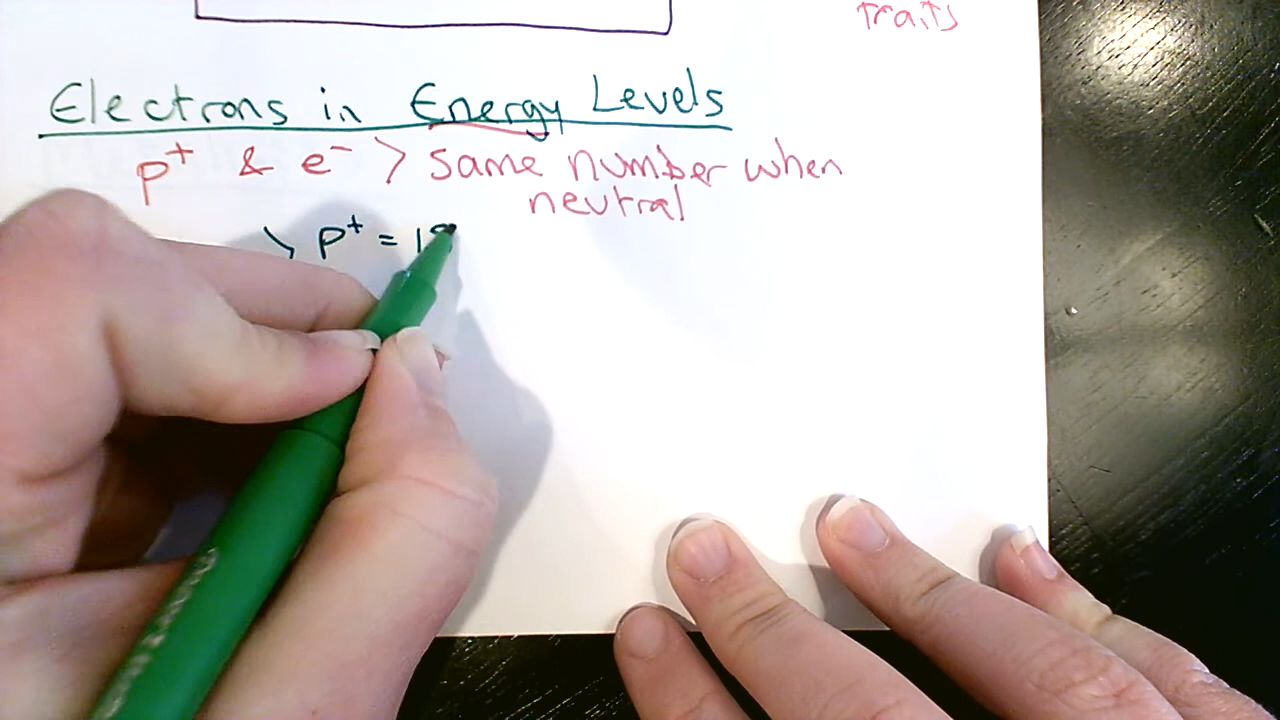 traits
Electrons in Energy Levels
p⁺ & e⁻ > same number when
neutral
> p⁺ =